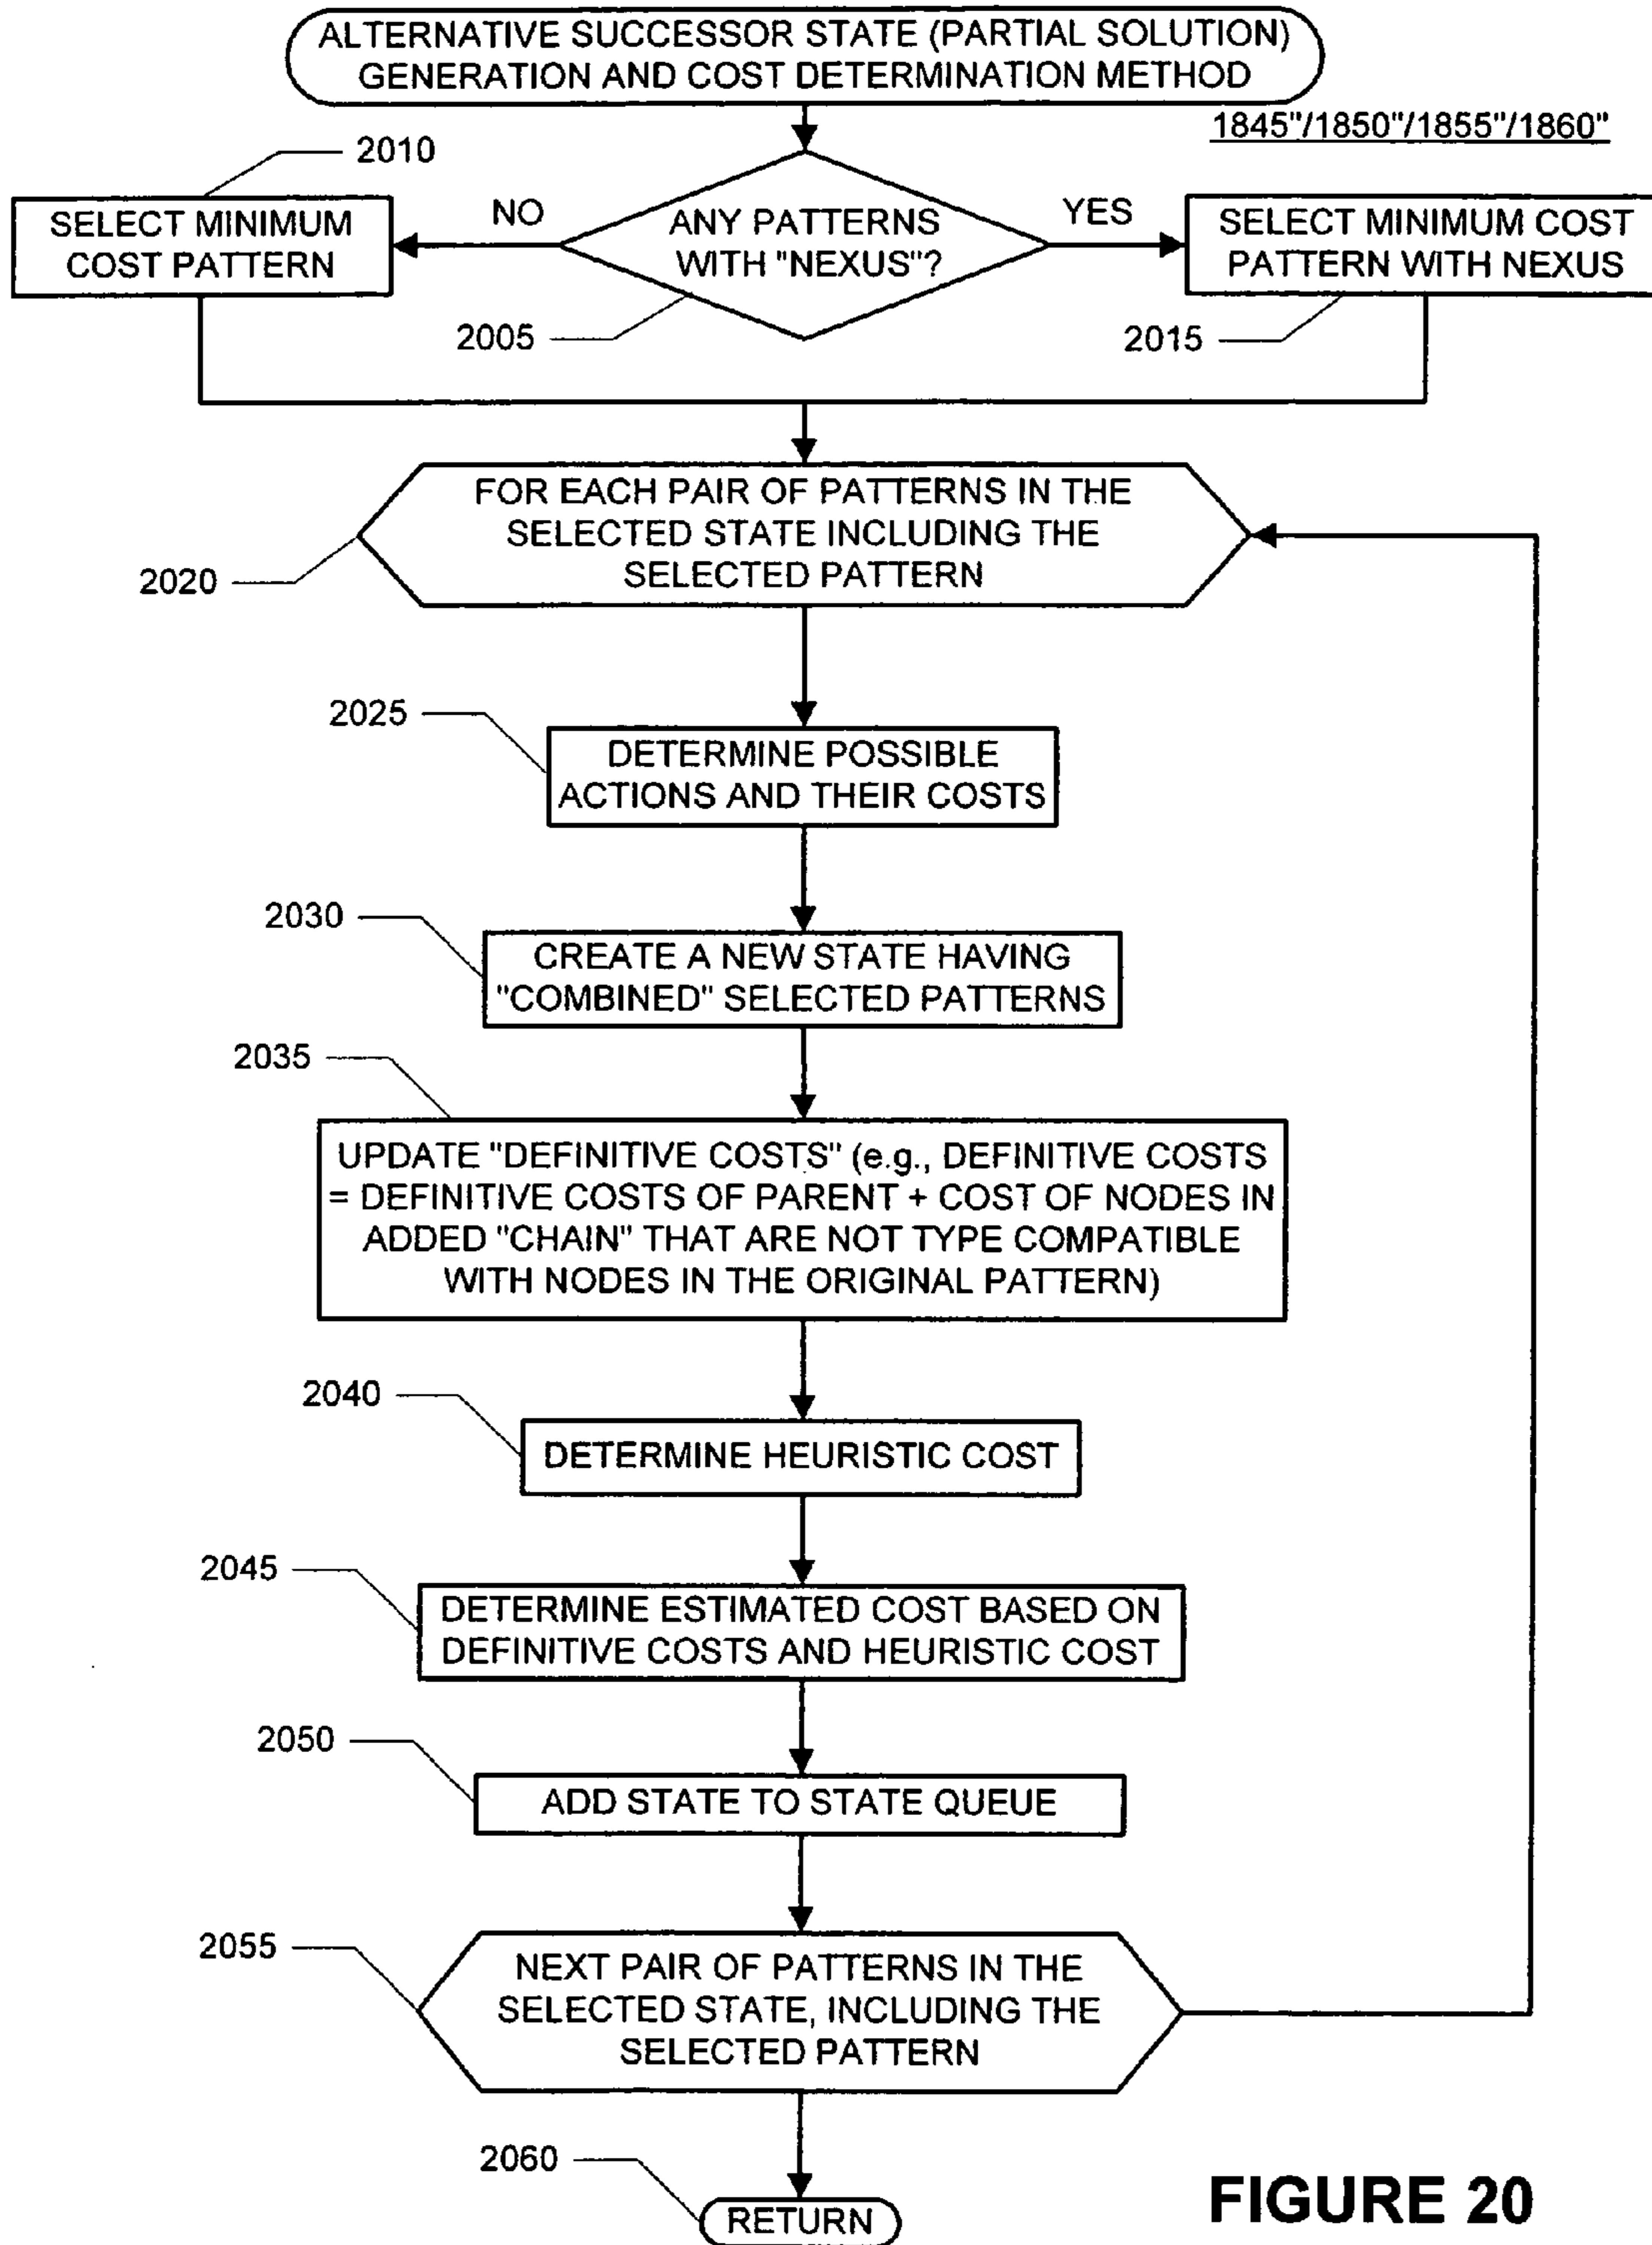 ALTERNATIVE SUCCESSOR STATE (PARTIAL SOLUTION)
GENERATION AND COST DETERMINATION METHOD
1845"/1850"/1855"/1860"
2010
SELECT MINIMUM
COST PATTERN
NO
ANY PATTERNS
WITH "NEXUS"?
YES
SELECT MINIMUM COST
PATTERN WITH NEXUS
2005
2015
FOR EACH PAIR OF PATTERNS IN THE
SELECTED STATE INCLUDING THE
SELECTED PATTERN
2020
2025
DETERMINE POSSIBLE
ACTIONS AND THEIR COSTS
2030
CREATE A NEW STATE HAVING
"COMBINED" SELECTED PATTERNS
2035
UPDATE "DEFINITIVE COSTS" (e.g., DEFINITIVE COSTS
= DEFINITIVE COSTS OF PARENT + COST OF NODES IN
ADDED "CHAIN" THAT ARE NOT TYPE COMPATIBLE
WITH NODES IN THE ORIGINAL PATTERN)
2040
DETERMINE HEURISTIC COST
2045
DETERMINE ESTIMATED COST BASED ON
DEFINITIVE COSTS AND HEURISTIC COST
2050
ADD STATE TO STATE QUEUE
2055
NEXT PAIR OF PATTERNS IN THE
SELECTED STATE, INCLUDING THE
SELECTED PATTERN
2060
RETURN
FIGURE 20